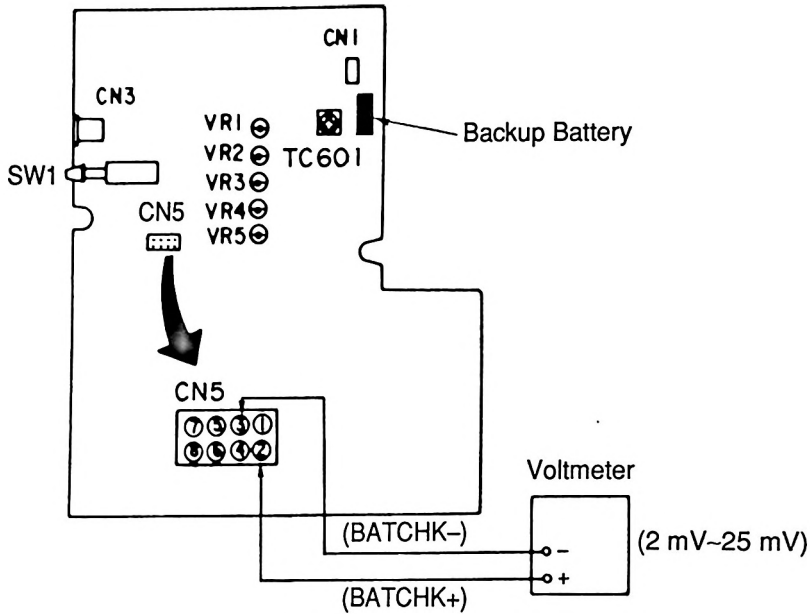 CN1
CN3
VR1
Backup Battery
VR2
TC601
SW1
VR3
CN5
VR4
VR5
CN5
7 5 3 1
8 6 4 2
Voltmeter
(BATCHK–)
–
(2 mV~25 mV)
+
(BATCHK+)